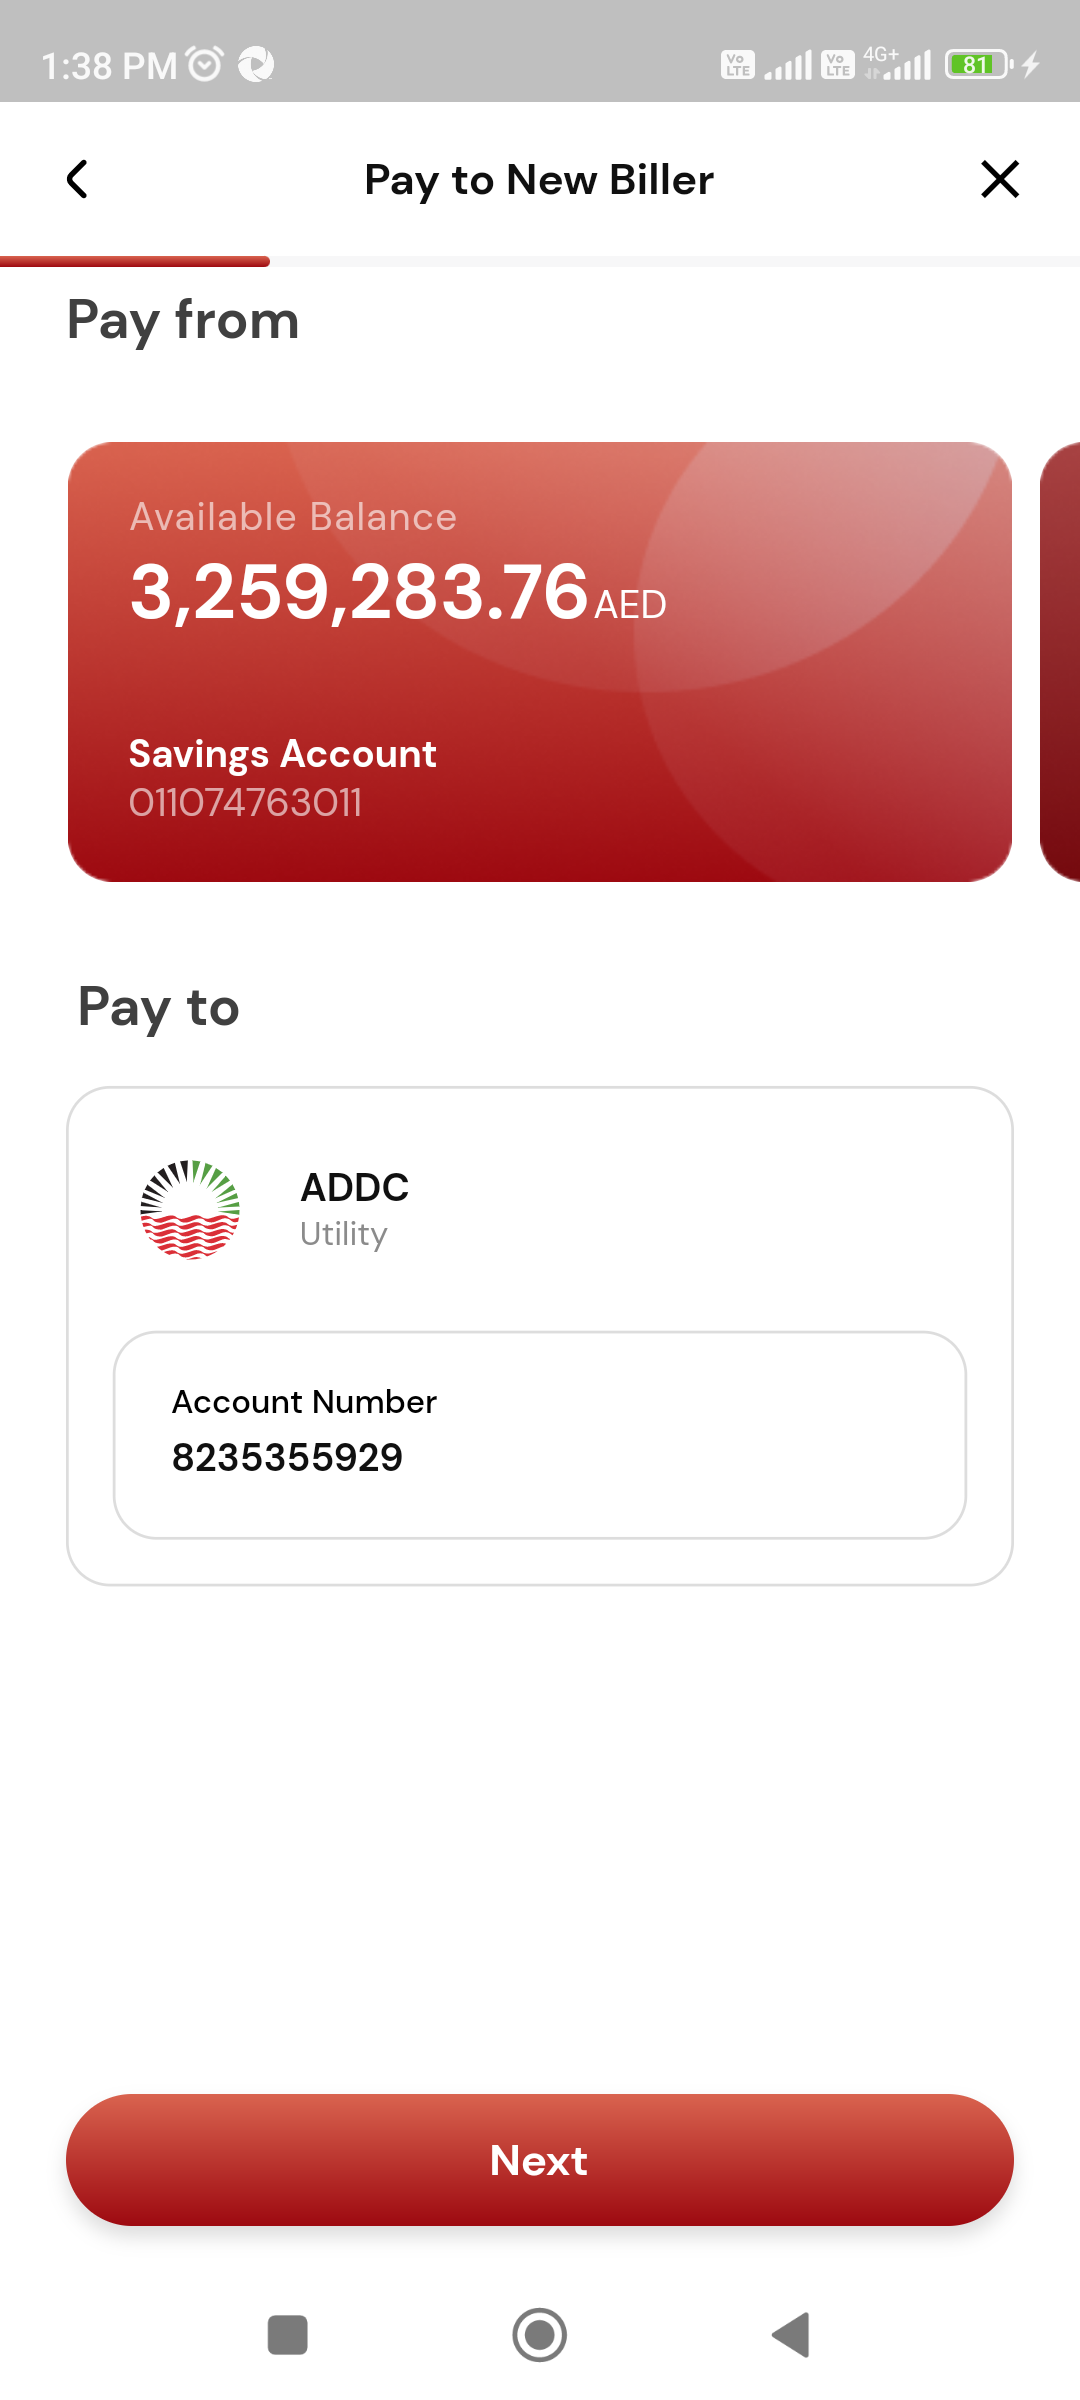 1:38 PM
Vo LTE
Vo LTE
4G+
81
Pay to New Biller
Pay from
Available Balance
3,259,283.76 AED
Savings Account
011074763011
Pay to
ADDC
Utility
Account Number
8235355929
Next